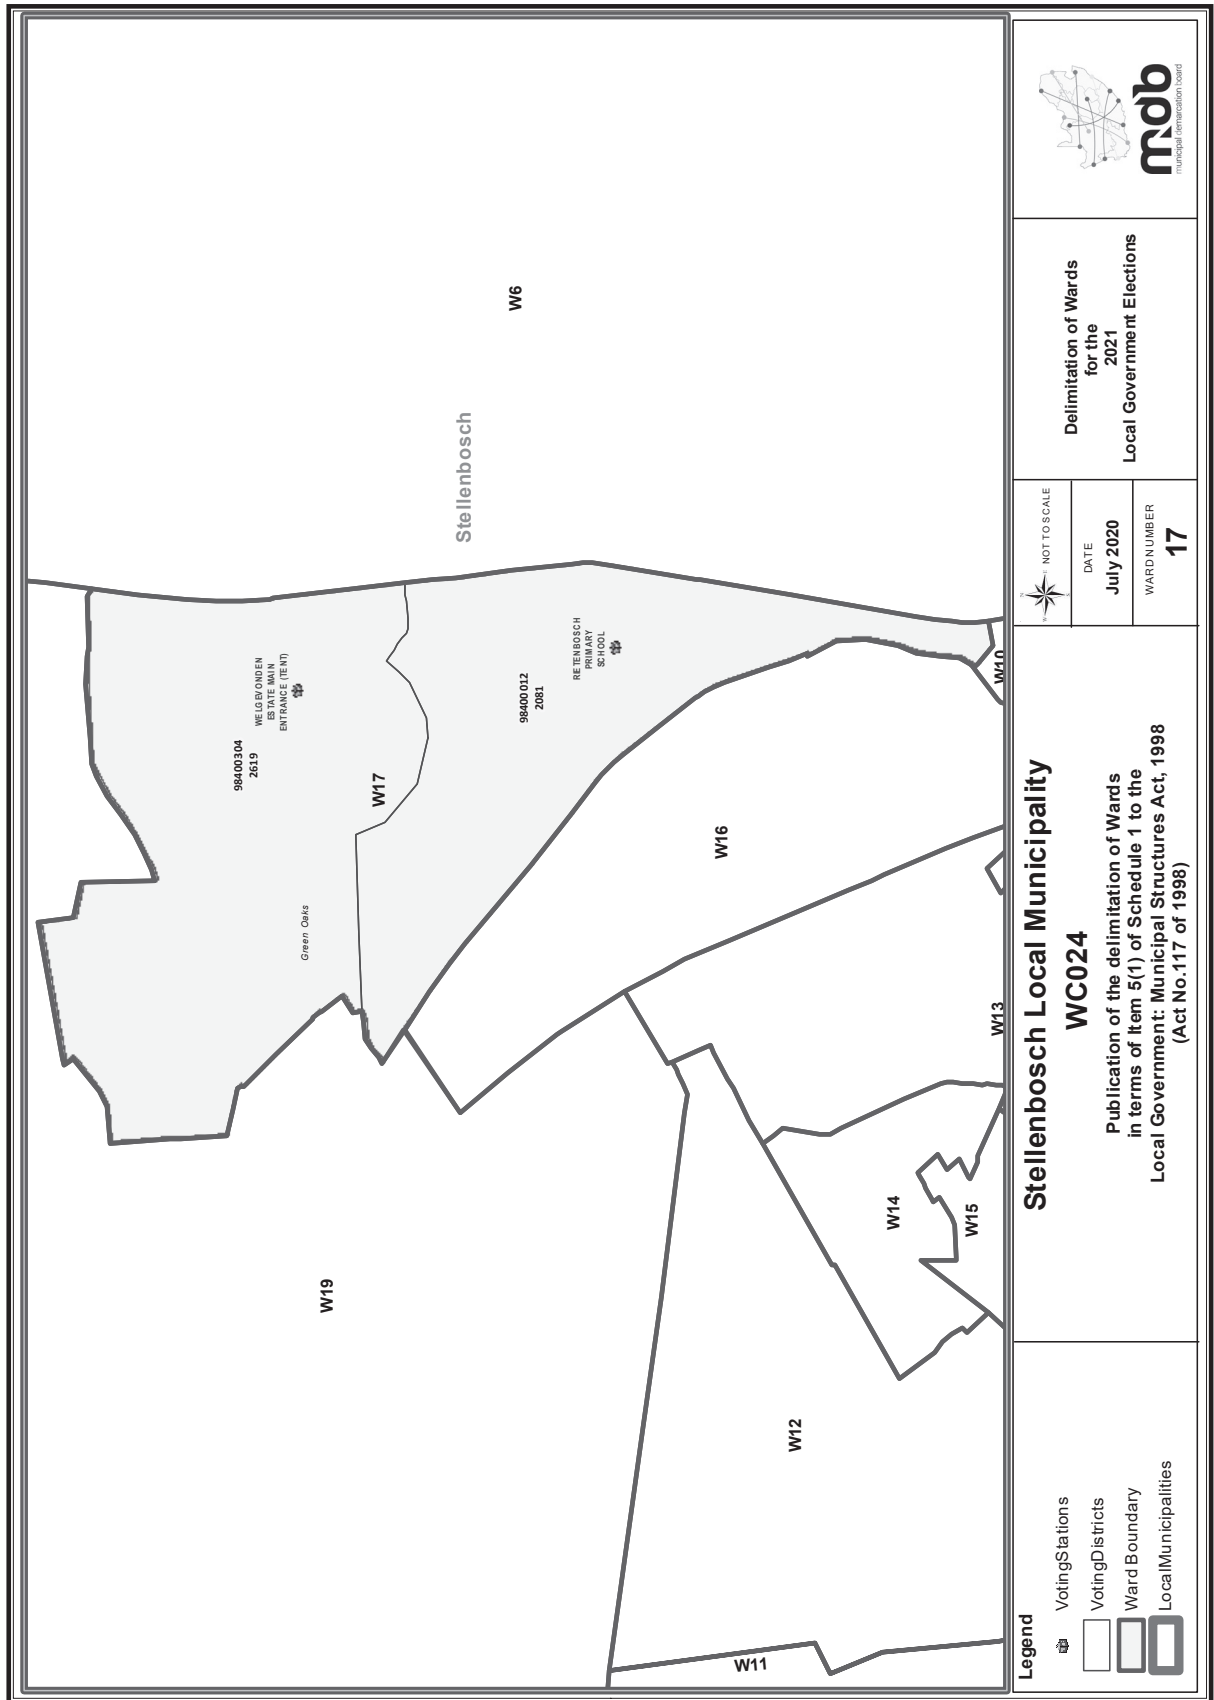 W6
Stellenbosch
WELGEVONDEN
ESTATE MAIN
ENTRANCE (TENT)
98400304
2619
RIETENBOSCH
PRIMARY
SCHOOL
98400012
2081
W17
Green Oaks
W10
W16
W13
W19
W14
W15
W12
W11
Legend
VotingStations
VotingDistricts
Ward Boundary
LocalMunicipalities
Stellenbosch Local Municipality
WC024
Publication of the delimitation of Wards
in terms of Item 5(1) of Schedule 1 to the
Local Government: Municipal Structures Act, 1998
(Act No.117 of 1998)
N
W E
S
NOT TO SCALE
DATE
July 2020
WARD NUMBER
17
Delimitation of Wards
for the
2021
Local Government Elections
mdb
municipal demarcation board